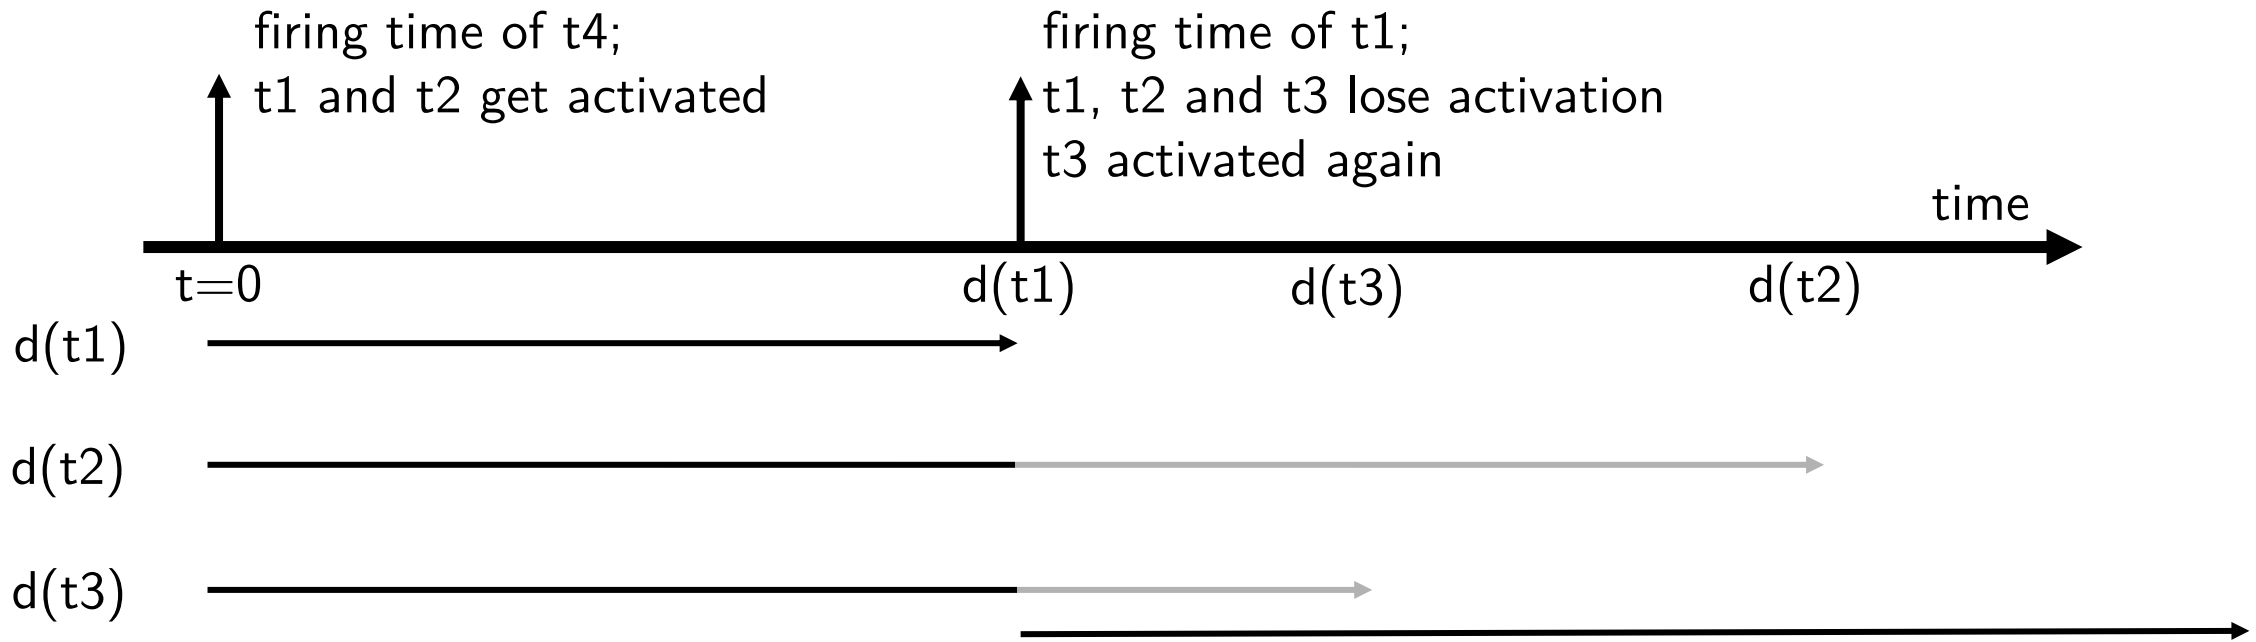 firing time of t4;
t1 and t2 get activated
firing time of t1;
t1, t2 and t3 lose activation
t3 activated again
time
t=0
d(t1)
d(t3)
d(t2)
d(t1)
d(t2)
d(t3)